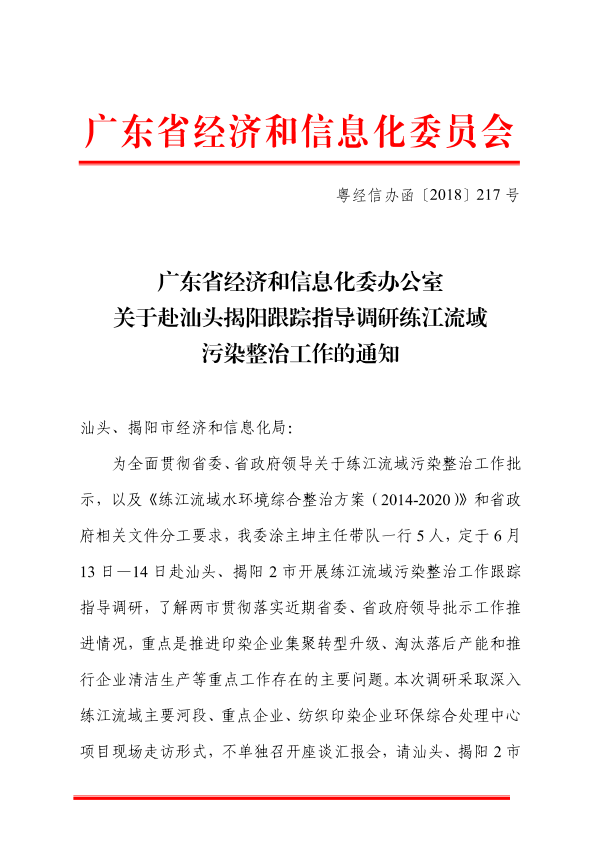 广东省经济和信息化委员会
粤经信办函〔2018〕217 号
广东省经济和信息化委办公室
关于赴汕头揭阳跟踪指导调研练江流域
污染整治工作的通知
汕头、揭阳市经济和信息化局：
为全面贯彻省委、省政府领导关于练江流域污染整治工作批
示，以及《练江流域水环境综合整治方案（2014-2020）》和省政
府相关文件分工要求，我委涂主坤主任带队一行 5 人，定于 6 月
13 日—14 日赴汕头、揭阳 2 市开展练江流域污染整治工作跟踪
指导调研，了解两市贯彻落实近期省委、省政府领导批示工作推
进情况，重点是推进印染企业集聚转型升级、淘汰落后产能和推
行企业清洁生产等重点工作存在的主要问题。本次调研采取深入
练江流域主要河段、重点企业、纺织印染企业环保综合处理中心
项目现场走访形式，不单独召开座谈汇报会，请汕头、揭阳 2 市